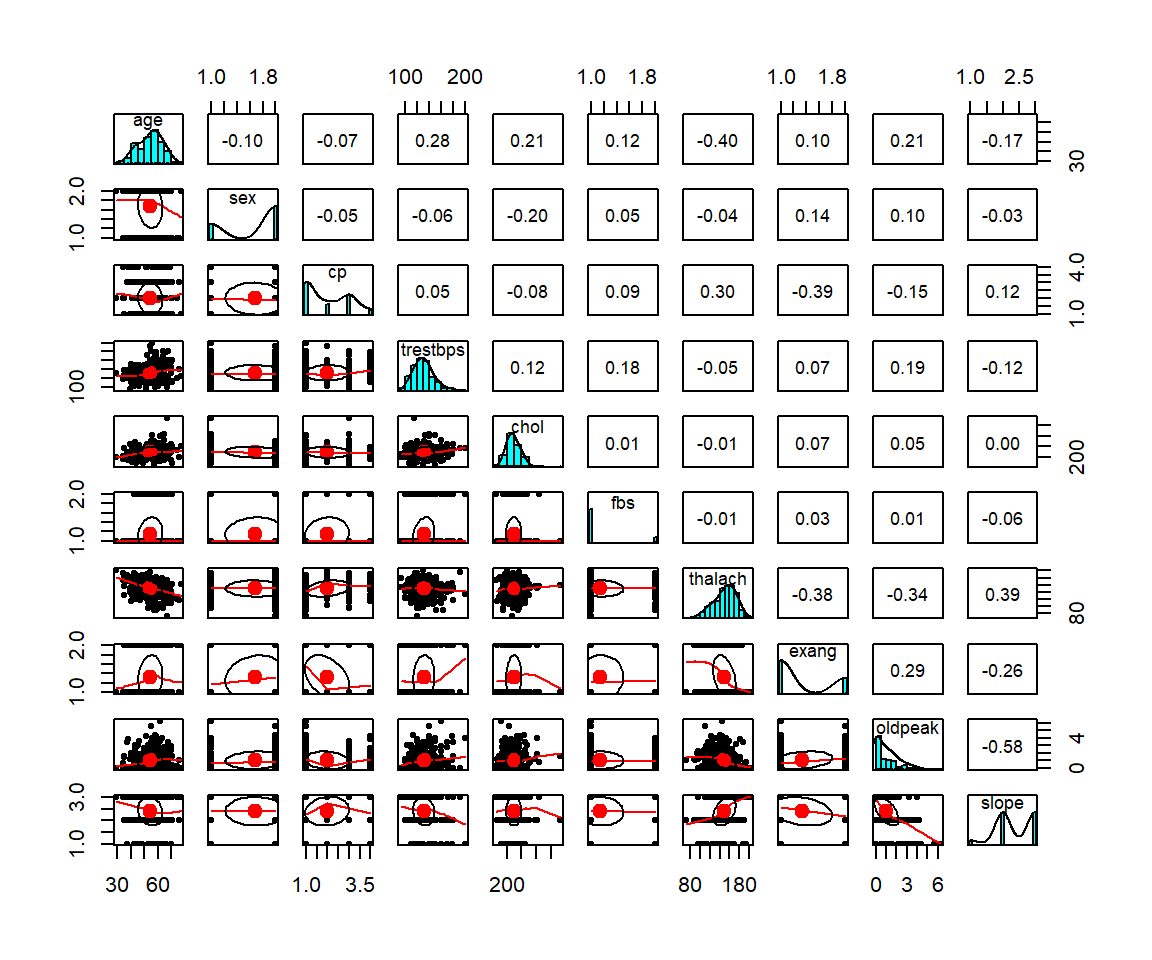 1.0 1.8 100 200 1.0 1.8 1.0 1.8 1.0 2.5
age -0.10 -0.07 0.28 0.21 0.12 -0.40 0.10 0.21 -0.17 30
1.0 2.0 sex -0.05 -0.06 -0.20 0.05 -0.04 0.14 0.10 -0.03
cp 0.05 -0.08 0.09 0.30 -0.39 -0.15 0.12 1.0 4.0
100 trestbps 0.12 0.18 -0.05 0.07 0.19 -0.12
chol 0.01 -0.01 0.07 0.05 0.00 200
1.0 2.0 fbs -0.01 0.03 0.01 -0.06
thalach -0.38 -0.34 0.39 80
1.0 2.0 exang 0.29 -0.26
oldpeak -0.58 0 4
1.0 3.0 slope
30 60 1.0 3.5 200 80 180 0 3 6